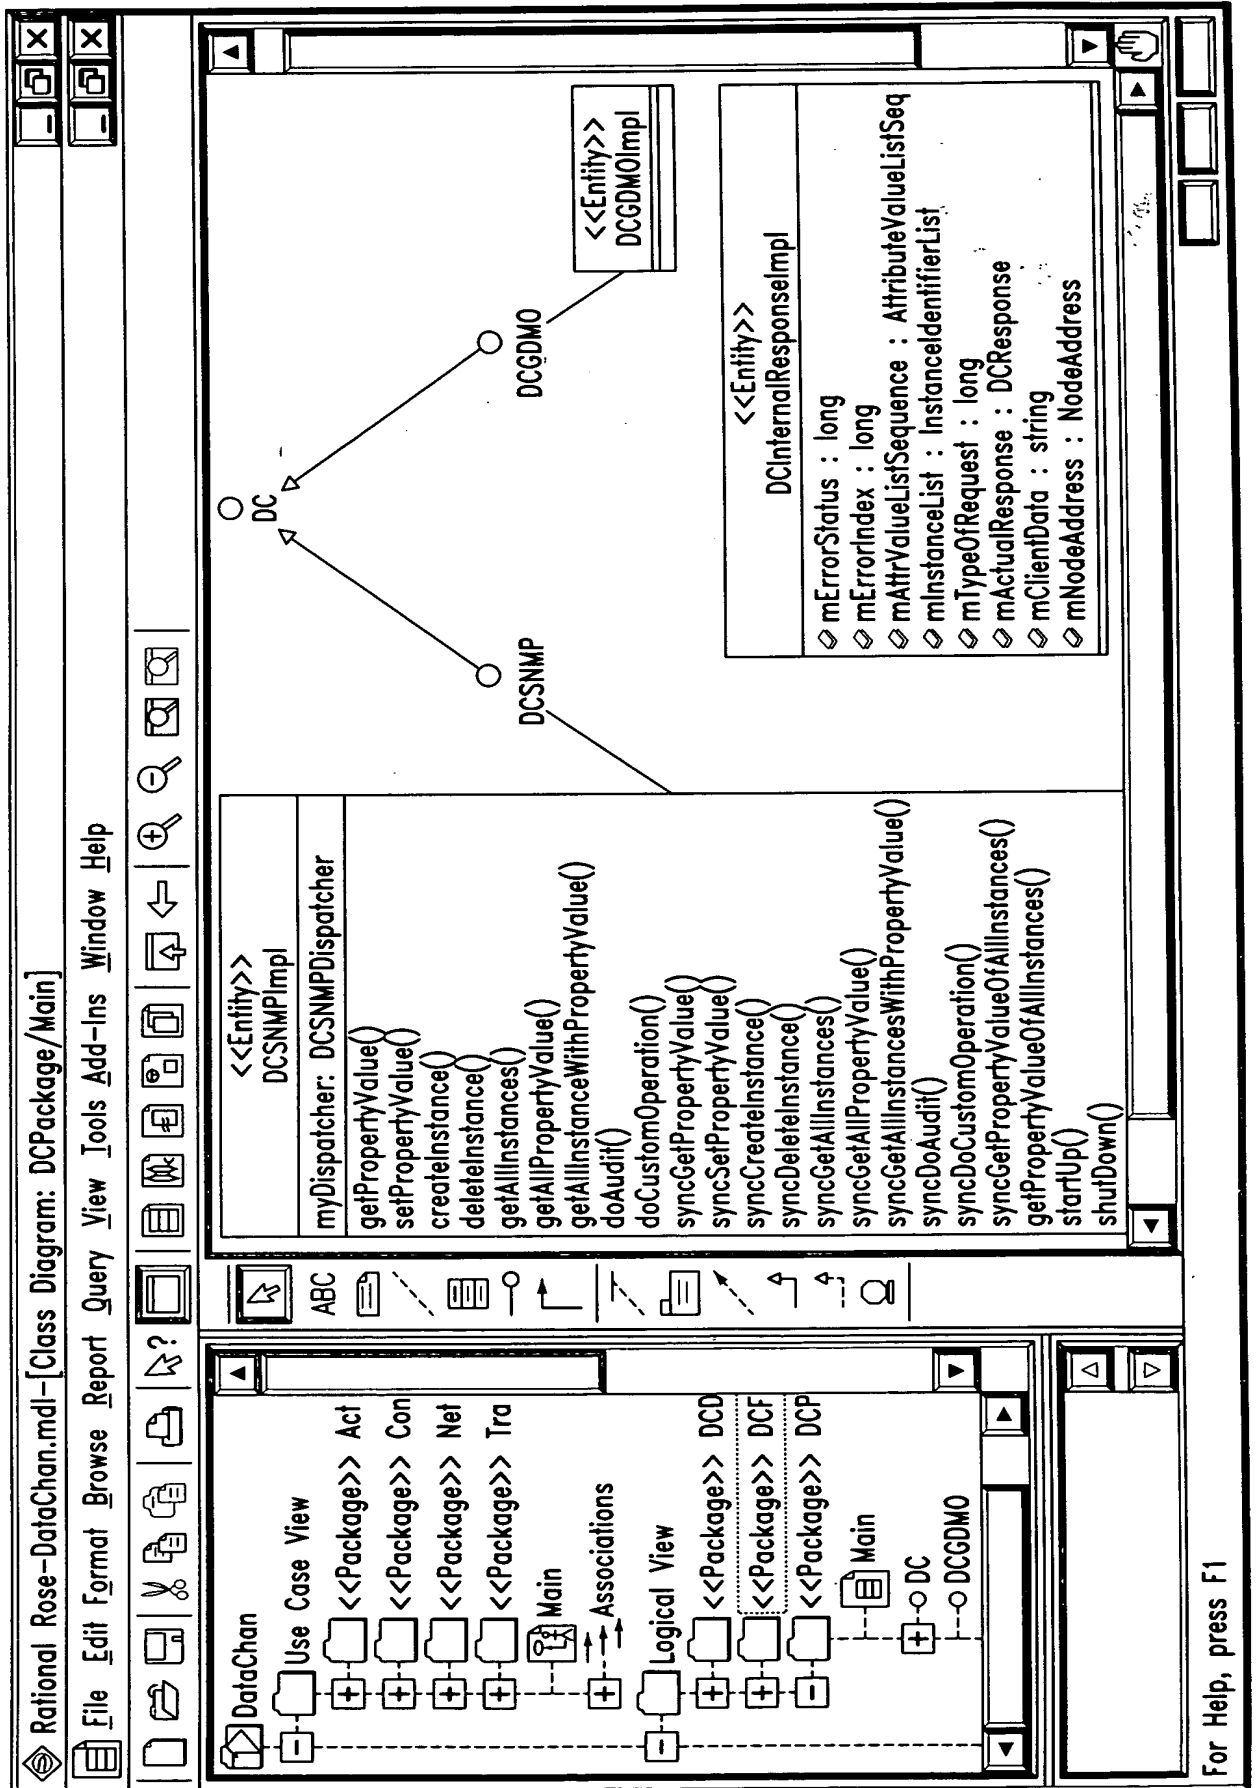 Rational Rose-DataChan.mdl-[Class Diagram: DCPackage/Main]
File Edit Format Browse Report Query View Tools Add-Ins Window Help
DataChan
Use Case View
<<Package>> Act
<<Package>> Con
<<Package>> Net
<<Package>> Tra
Main
Associations
Logical View
<<Package>> DCD
<<Package>> DCF
<<Package>> DCP
Main
DC
DCGDMO
ABC
<<Entity>>
DCSNMPImpl
myDispatcher: DCSNMPDispatcher
getPropertyValue()
setPropertyValue()
createInstance()
deleteInstance()
getAllInstances()
getAllPropertyValue()
getAllInstanceWithPropertyValue()
doAudit()
doCustomOperation()
syncGetPropertyValue()
syncSetPropertyValue()
syncCreateInstance()
syncDeleteInstance()
syncGetAllInstances()
syncGetAllPropertyValue()
syncGetAllInstancesWithPropertyValue()
syncDoAudit()
syncDoCustomOperation()
syncGetPropertyValueOfAllInstances()
getPropertyValueOfAllInstances()
startUp()
shutDown()
DC
DCSNMP
DCGDMO
<<Entity>>
DCGDMOImpl
<<Entity>>
DCInternalResponseImpl
mErrorStatus : long
mErrorIndex : long
mAttrValueListSequence : AttributeValueListSeq
mInstanceList : InstanceIdentifierList
mTypeOfRequest : long
mActualResponse : DCResponse
mClientData : string
mNodeAddress : NodeAddress
For Help, press F1